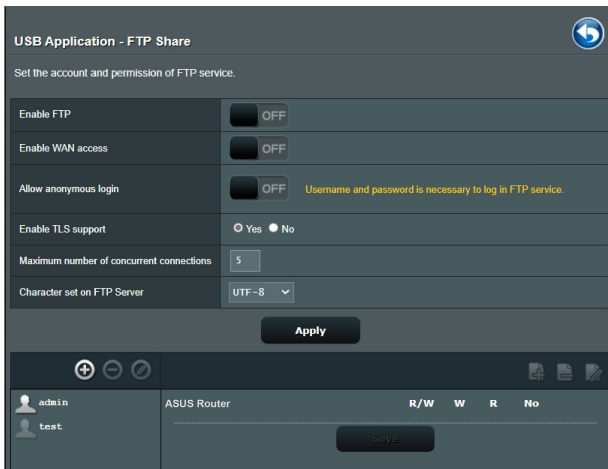 USB Application - FTP Share
Set the account and permission of FTP service.
Enable FTP
OFF
Enable WAN access
OFF
Allow anonymous login
OFF
Username and password is necessary to log in FTP service.
Enable TLS support
Yes No
Maximum number of concurrent connections
5
Character set on FTP Server
UTF-8
Apply
admin
test
ASUS Router R/W W R No
Save